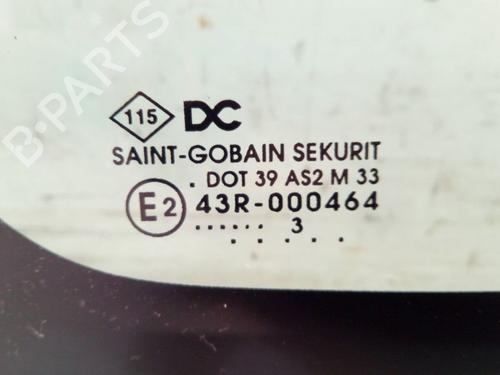 115 DC
SAINT-GOBAIN SEKURIT
. DOT 39 AS2 M 33
E2 43R-000464
...... 3
. . . . .
B-PARTS